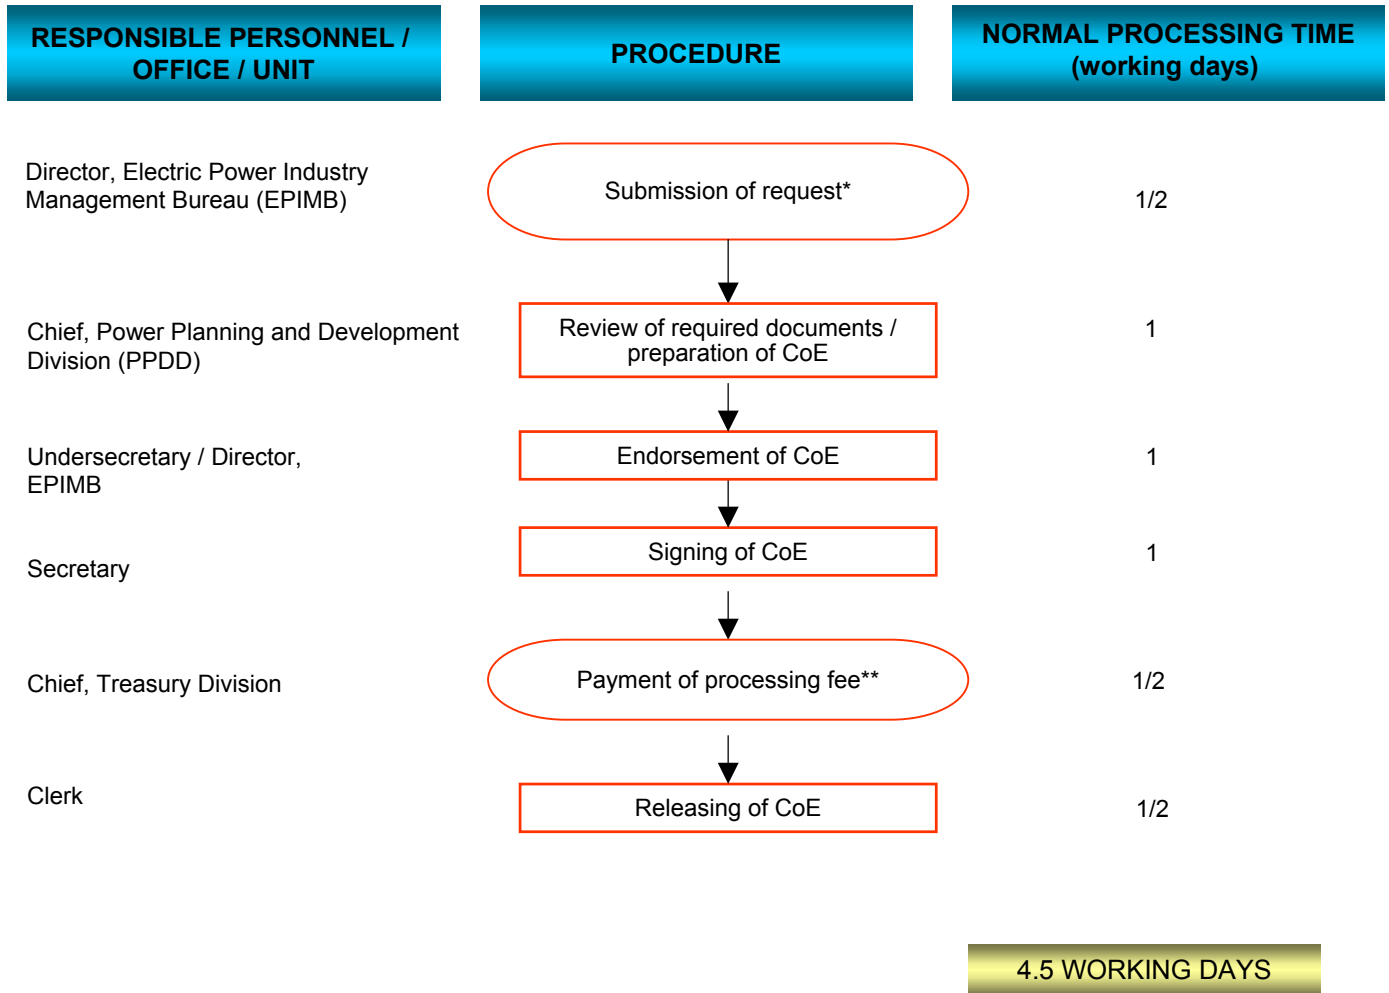 RESPONSIBLE PERSONNEL /
OFFICE / UNIT
PROCEDURE
NORMAL PROCESSING TIME
(working days)
Director, Electric Power Industry
Management Bureau (EPIMB)
Submission of request*
1/2
Chief, Power Planning and Development
Division (PPDD)
Review of required documents /
preparation of CoE
1
Undersecretary / Director,
EPIMB
Endorsement of CoE
1
Secretary
Signing of CoE
1
Chief, Treasury Division
Payment of processing fee**
1/2
Clerk
Releasing of CoE
1/2
4.5 WORKING DAYS